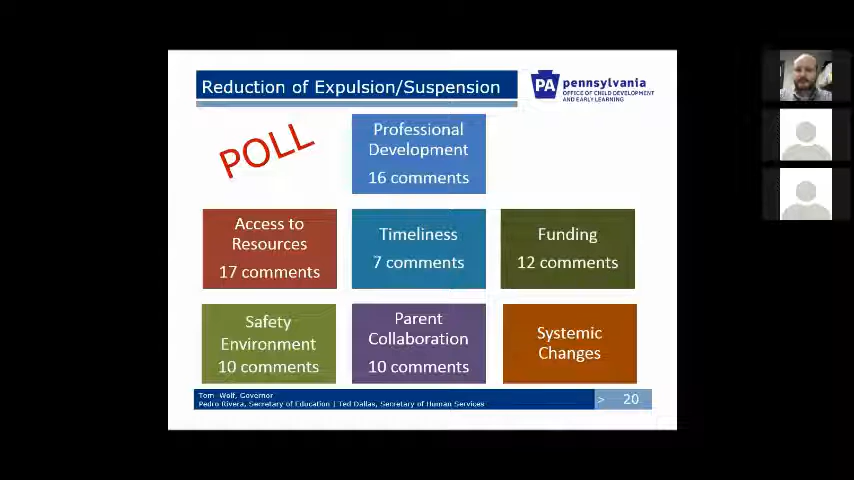 Reduction of Expulsion/Suspension
PA
pennsylvania
OFFICE OF CHILD DEVELOPMENT
AND EARLY LEARNING
POLL
Professional
Development
16 comments
Access to
Resources
17 comments
Timeliness
7 comments
Funding
12 comments
Safety
Environment
10 comments
Parent
Collaboration
10 comments
Systemic
Changes
Tom Wolf, Governor
Pedro Rivera, Secretary of Education | Ted Dallas, Secretary of Human Services
> 20